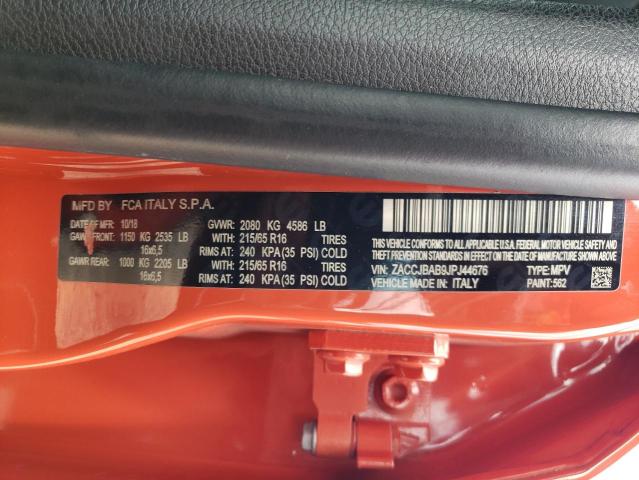 MFD BY FCA ITALY S.P.A.
DATE OF MFR: 10/18 GVWR: 2080 KG 4586 LB
GAWR FRONT: 1150 KG 2535 LB WITH: 215/65 R16 TIRES
16x6,5 RIMS AT: 240 KPA (35 PSI) COLD
GAWR REAR: 1000 KG 2205 LB WITH: 215/65 R16 TIRES
16x6,5 RIMS AT: 240 KPA (35 PSI) COLD
THIS VEHICLE CONFORMS TO ALL APPLICABLE U.S.A. FEDERAL MOTOR VEHICLE SAFETY, BUMPER AND
THEFT PREVENTION STANDARDS IN EFFECT ON THE DATE OF MANUFACTURE SHOWN ABOVE.
VIN: ZACCJBAB9JPJ44676 TYPE: MPV
VEHICLE MADE IN: ITALY PAINT: 562